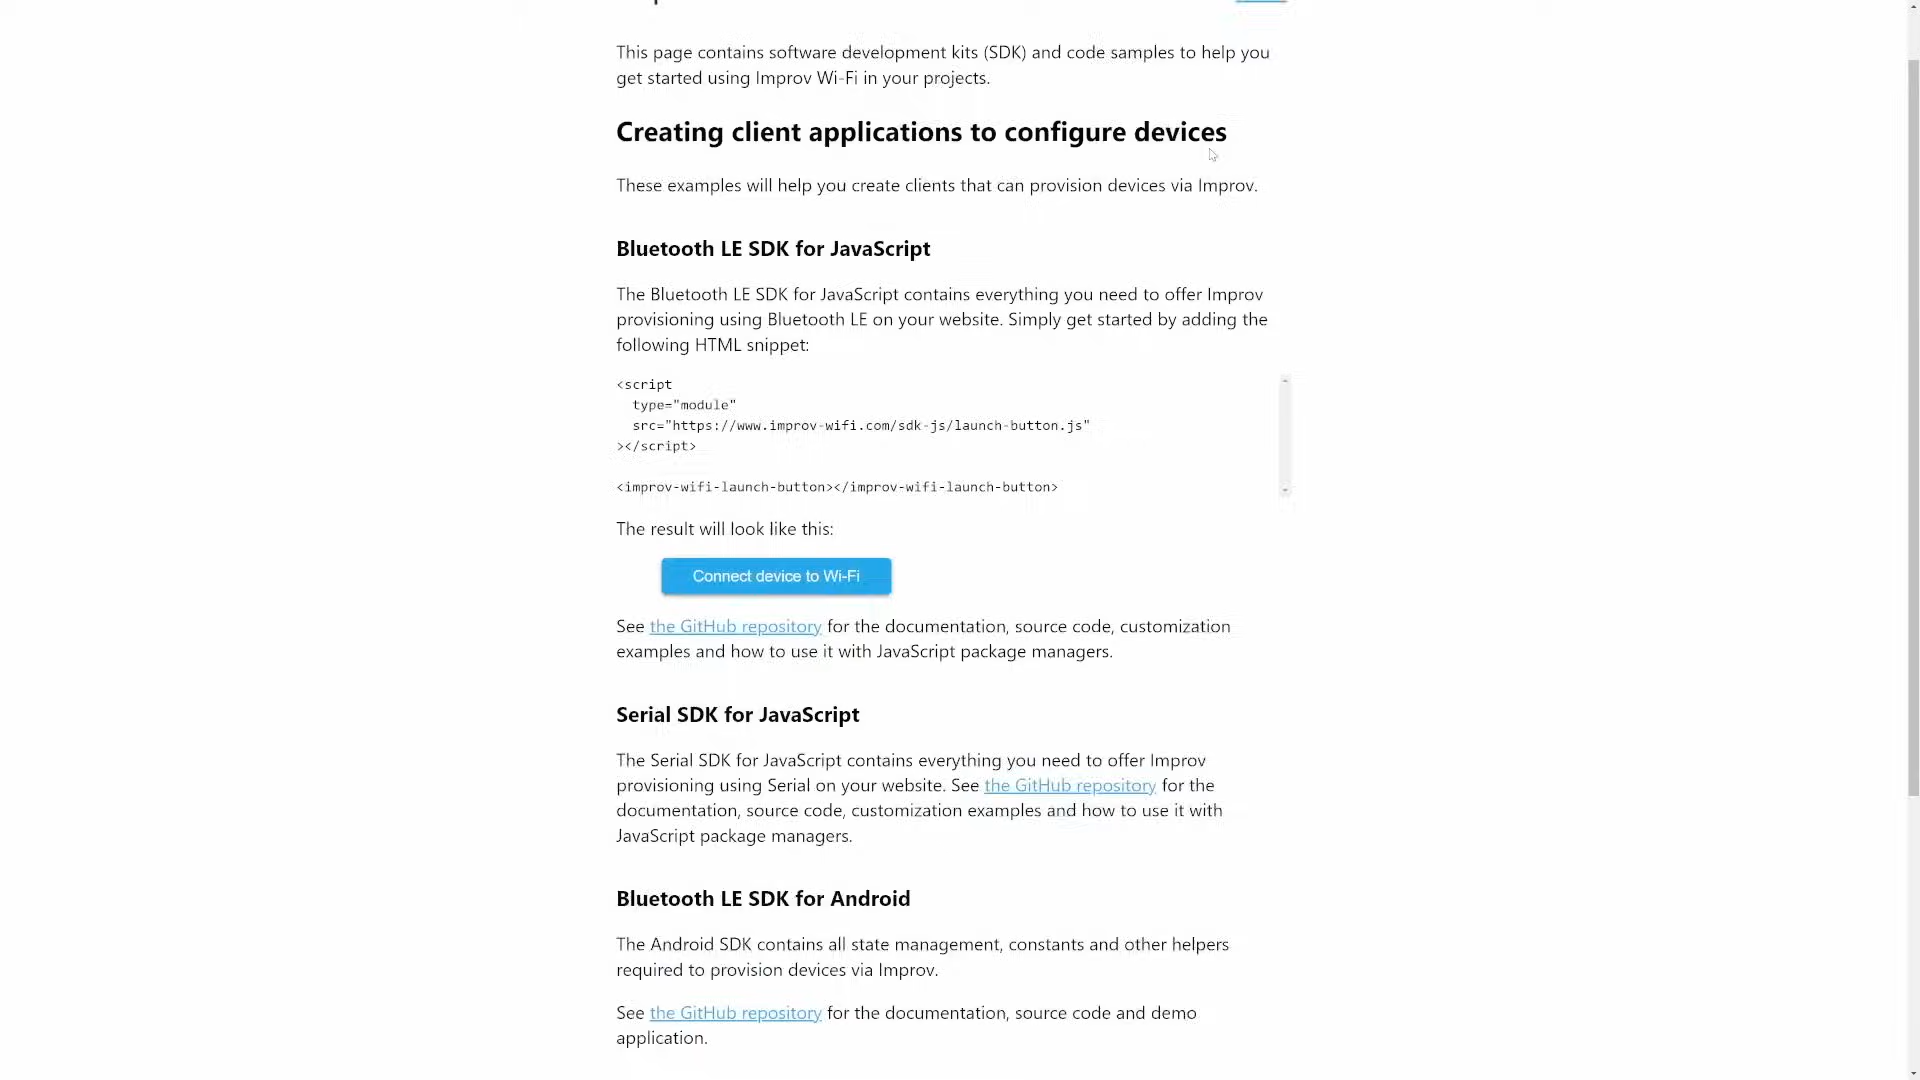 This page contains software development kits (SDK) and code samples to help you
get started using Improv Wi-Fi in your projects.
Creating client applications to configure devices
These examples will help you create clients that can provision devices via Improv.
Bluetooth LE SDK for JavaScript
The Bluetooth LE SDK for JavaScript contains everything you need to offer Improv
provisioning using Bluetooth LE on your website. Simply get started by adding the
following HTML snippet:
<script
  type="module"
  src="https://www.improv-wifi.com/sdk-js/launch-button.js"
></script>
<improv-wifi-launch-button></improv-wifi-launch-button>
The result will look like this:
Connect device to Wi-Fi
See the GitHub repository for the documentation, source code, customization
examples and how to use it with JavaScript package managers.
Serial SDK for JavaScript
The Serial SDK for JavaScript contains everything you need to offer Improv
provisioning using Serial on your website. See the GitHub repository for the
documentation, source code, customization examples and how to use it with
JavaScript package managers.
Bluetooth LE SDK for Android
The Android SDK contains all state management, constants and other helpers
required to provision devices via Improv.
See the GitHub repository for the documentation, source code and demo
application.